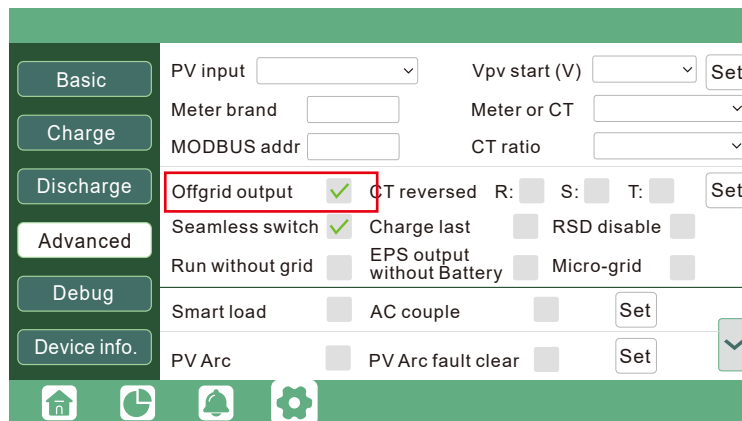 Basic
Charge
Discharge
Advanced
Debug
Device info.
PV input Vpv start (V) Set
Meter brand Meter or CT
MODBUS addr CT ratio
Offgrid output CT reversed R: S: T: Set
Seamless switch Charge last RSD disable
Run without grid EPS output without Battery Micro-grid
Smart load AC couple Set
PV Arc PV Arc fault clear Set